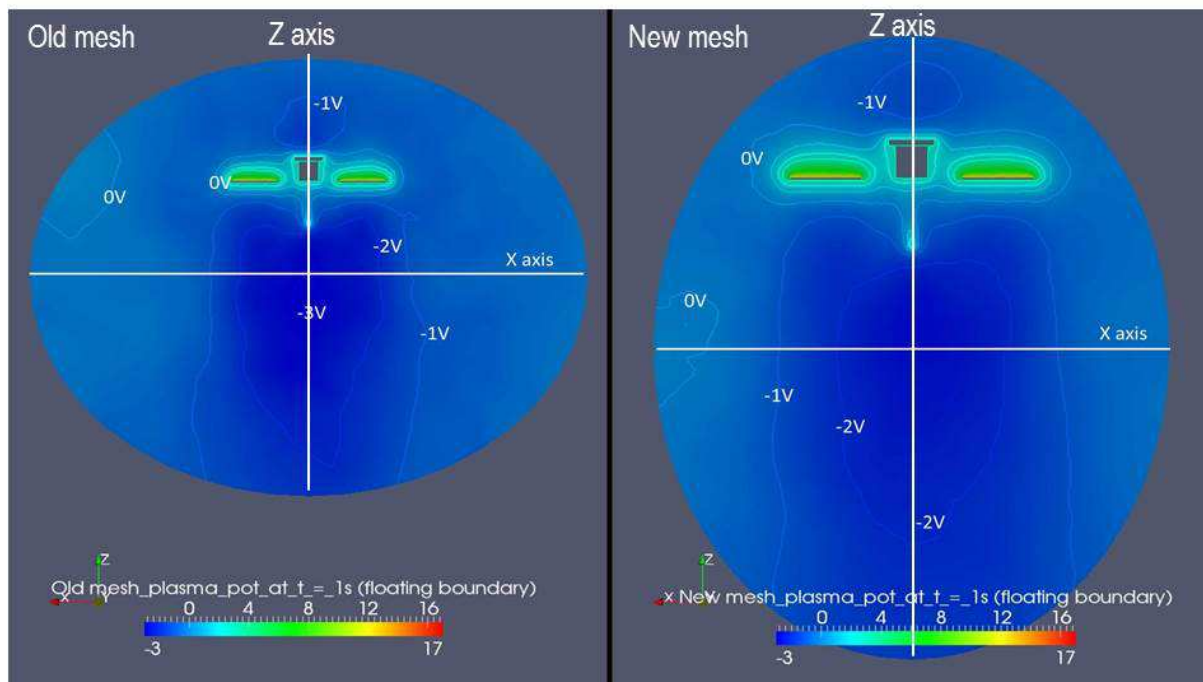 Old mesh
Z axis
-1V
0V
0V
-2V
X axis
-3V
-1V
Z
X
Y
Old mesh_plasma_pot_at_t_=_1s (floating boundary)
0 4 8 12 16
-3 17
New mesh
Z axis
-1V
0V
0V
X axis
-1V
-2V
-2V
Z
x New mesh_plasma_pot_at_t_=_1s (floating boundary)
0 4 8 12 16
-3 17